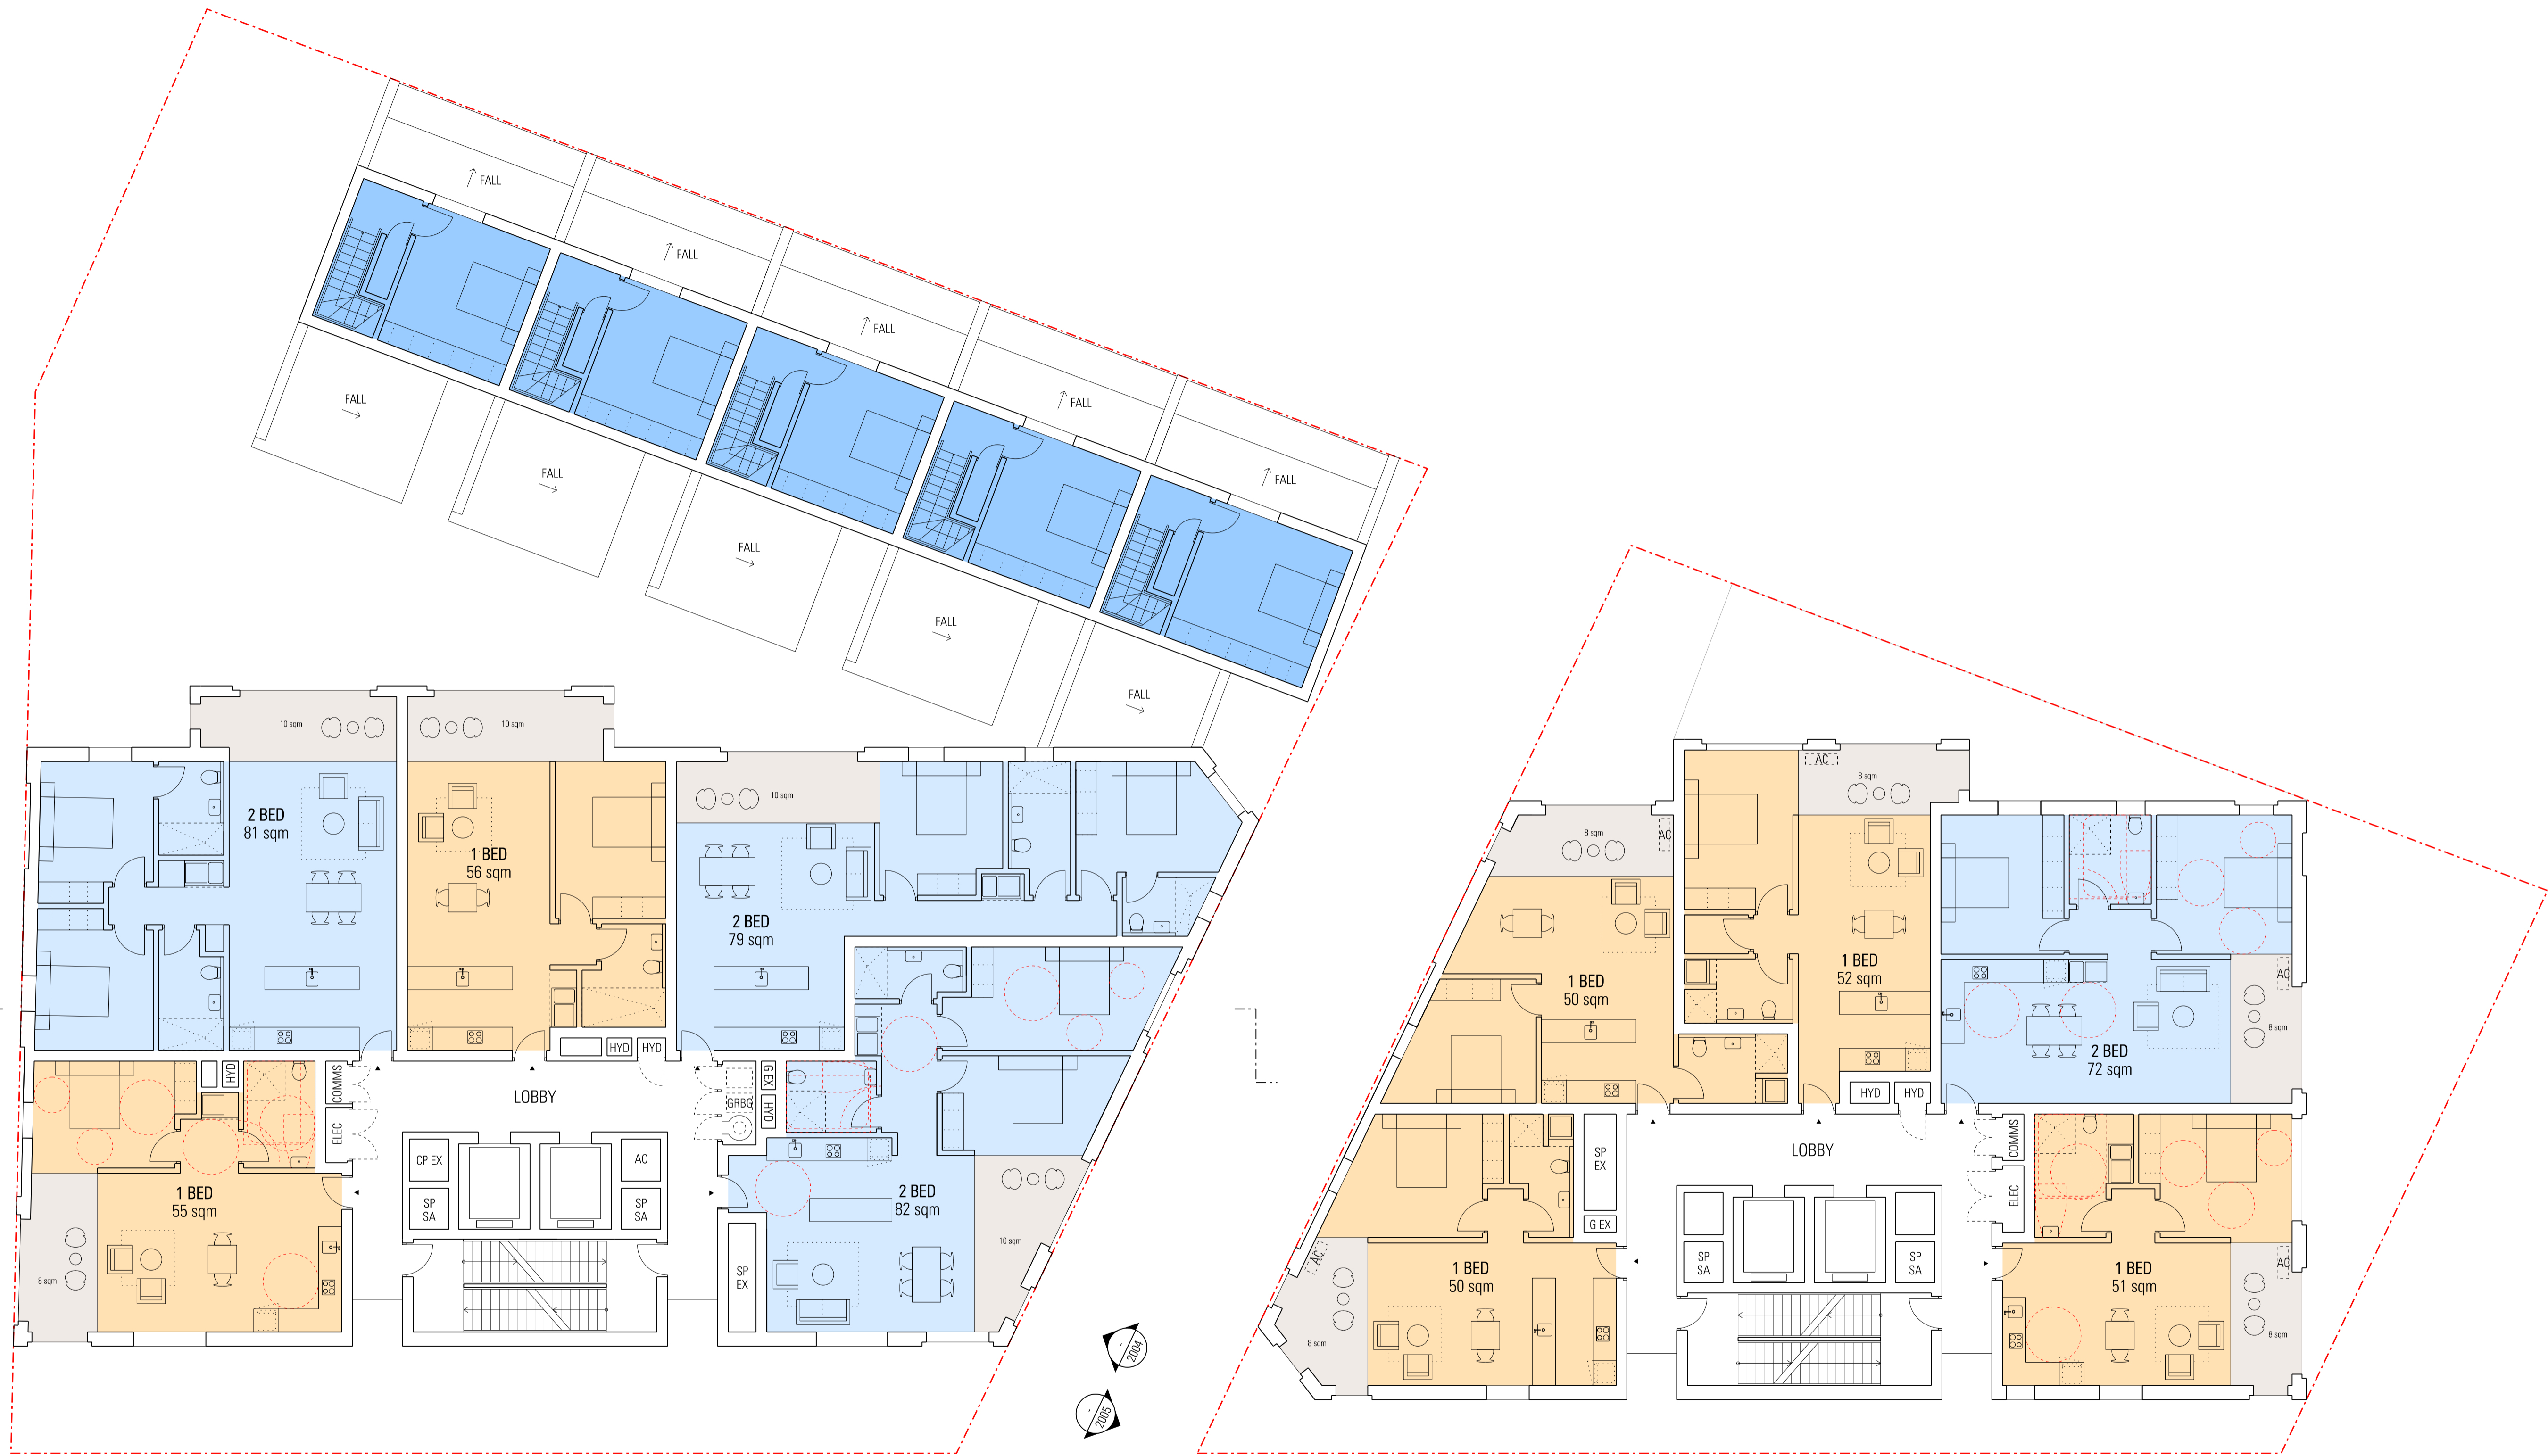 FALL
FALL
FALL
FALL
FALL
FALL
FALL
FALL
FALL
FALL
10 sqm
10 sqm
10 sqm
2 BED
81 sqm
1 BED
56 sqm
2 BED
79 sqm
HYD
HYD
HYD
COMMS
ELEC
LOBBY
GRBG
G EX
HYD
CP EX
AC
SP
SA
SP
SA
1 BED
55 sqm
8 sqm
2 BED
82 sqm
10 sqm
SP
EX
-
2004
-
2005
AC
8 sqm
8 sqm
AC
1 BED
50 sqm
1 BED
52 sqm
AC
8 sqm
2 BED
72 sqm
HYD
HYD
SP
EX
G EX
LOBBY
COMMS
ELEC
SP
SA
SP
SA
AC
1 BED
50 sqm
8 sqm
1 BED
51 sqm
AC
8 sqm